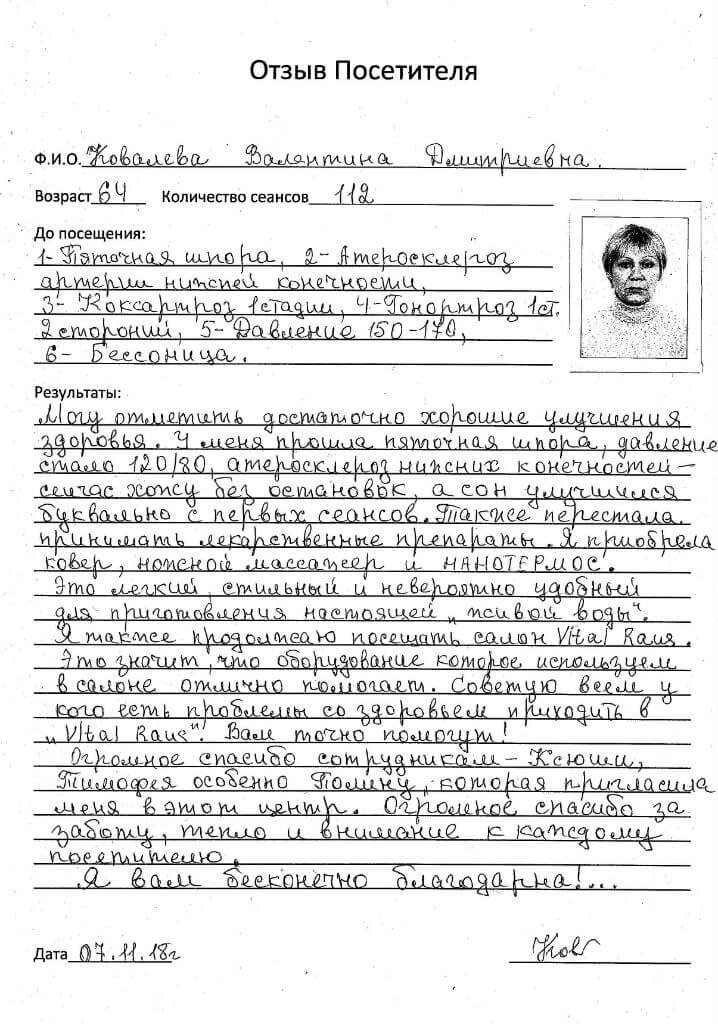 Отзыв Посетителя
Ф.И.О. Ковалева Валентина Дмитриевна.
Возраст 64 Количество сеансов 112
До посещения:
1- Пяточная шпора, 2- Атеросклероз
артерии нижней конечности,
3- Коксартроз 1стадии, 4-Гонортроз 1ст.
2стороний, 5- Давление 150-170,
6- Бессоница.
Результаты:
Могу отметить достаточно хорошие улучшения
здоровья. У меня прошла пяточная шпора, давление
стало 120/80, атеросклероз нижних конечностей –
сейчас хожу без остановок, а сон улучшился
буквально с первых сеансов. Также перестала
принимать лекарственные препараты. Я приобрела
ковер, ножной массажер и НАНОТЕРМОС.
Это легкий, стильный и невероятно удобный
для приготовления настоящей „живой воды".
Я также продолжаю посещать салон Vital Rays.
Это значит, что оборудование которое используем
в салоне отлично помогает. Советую всем у
кого есть проблемы со здоровьем приходить в
„Vital Rays". Вам точно помогут!
Огромное спасибо сотрудникам – Ксюши,
Тимофея особенно Полину, которая пригласила
меня в этот центр. Огромное спасибо за
заботу, тепло и внимание к каждому
посетителю.
Я вам бесконечно благодарна!...
Дата 07.11.18г Ков